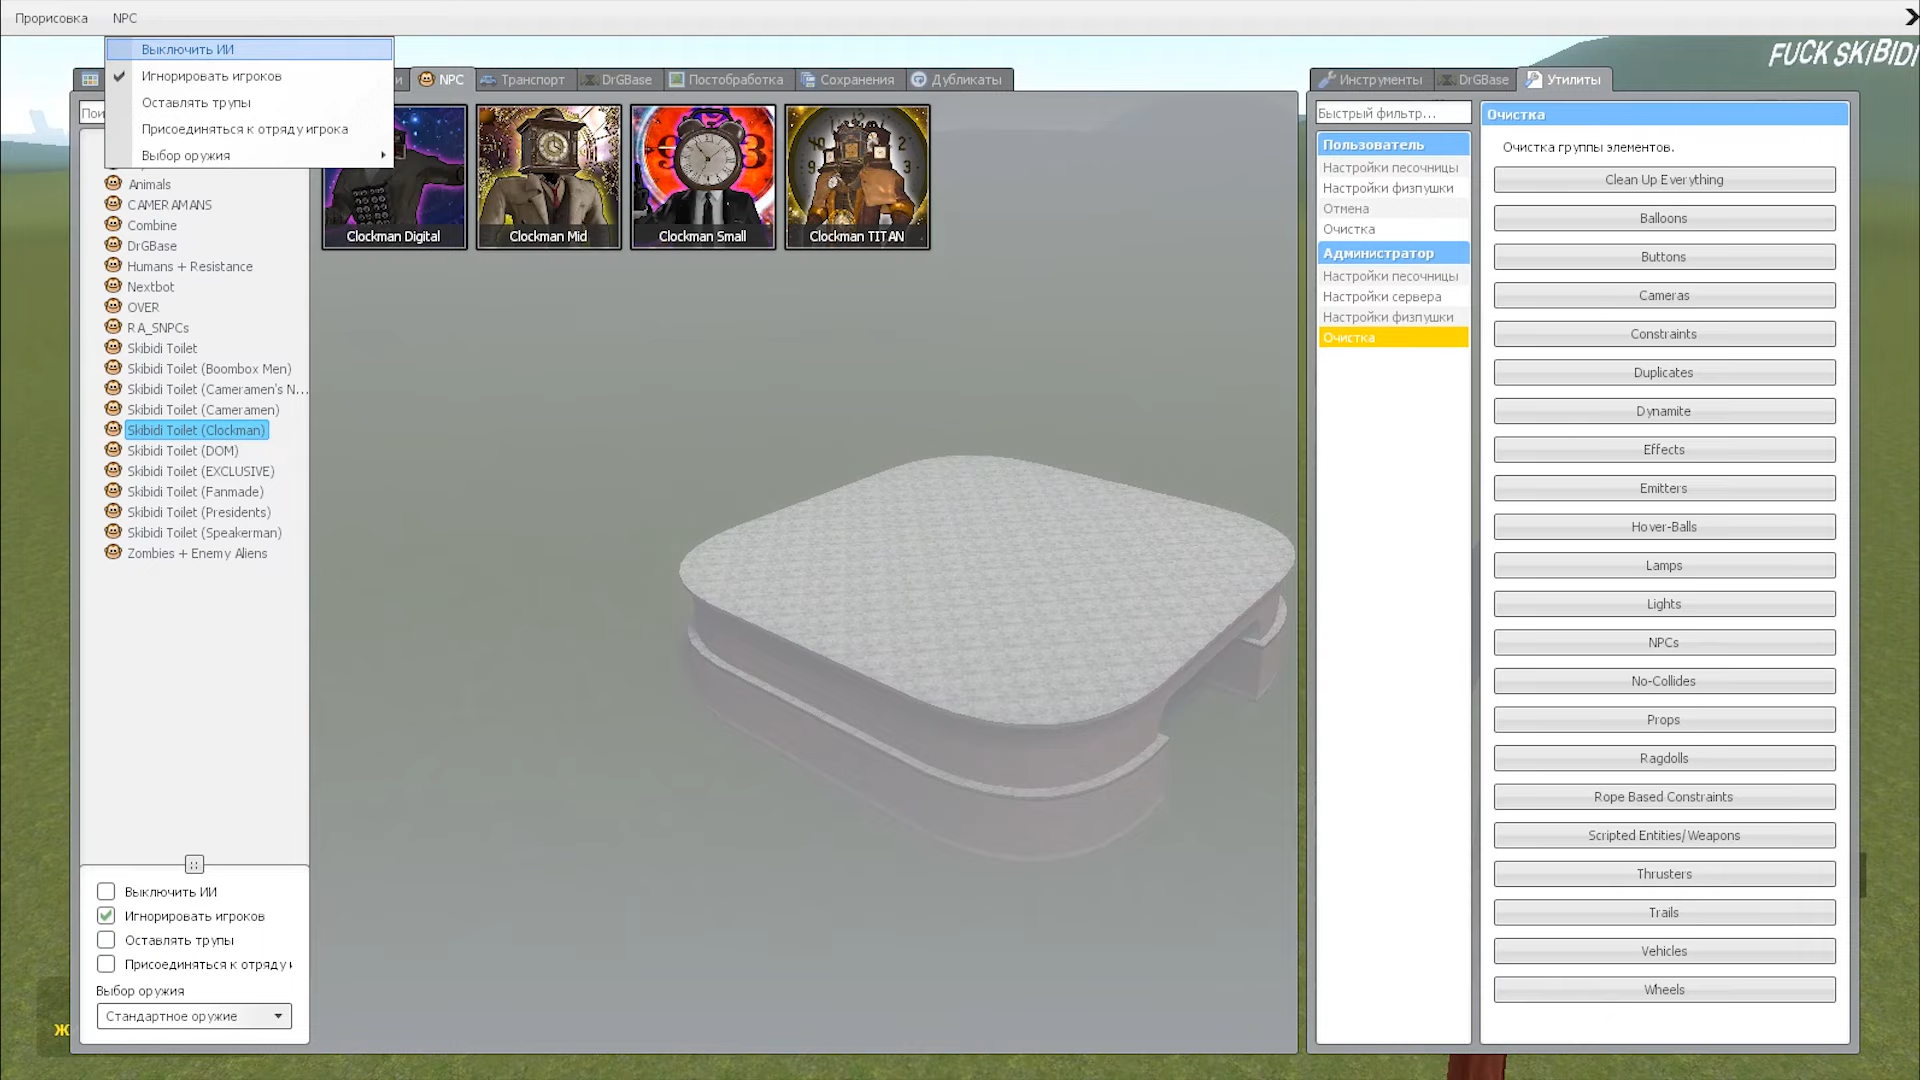 Прорисовка NPC
FUCK SKIBIDI
Выключить ИИ
Игнорировать игроков
Оставлять трупы
Присоединяться к отряду игрока
Выбор оружия
NPC Транспорт DrGBase Постобработка Сохранения Дубликаты
Animals
CAMERAMANS
Combine
DrGBase
Humans + Resistance
Nextbot
OVER
RA_SNPCs
Skibidi Toilet
Skibidi Toilet (Boombox Men)
Skibidi Toilet (Cameramen's N...
Skibidi Toilet (Cameramen)
Skibidi Toilet (Clockman)
Skibidi Toilet (DOM)
Skibidi Toilet (EXCLUSIVE)
Skibidi Toilet (Fanmade)
Skibidi Toilet (Presidents)
Skibidi Toilet (Speakerman)
Zombies + Enemy Aliens
Clockman Digital
Clockman Mid
Clockman Small
Clockman TITAN
Выключить ИИ
Игнорировать игроков
Оставлять трупы
Присоединяться к отряду
Выбор оружия
Стандартное оружие
Ж
Инструменты DrGBase Утилиты
Быстрый фильтр...
Пользователь
Настройки песочницы
Настройки физпушки
Отмена
Очистка
Администратор
Настройки песочницы
Настройки сервера
Настройки физпушки
Очистка
Очистка
Очистка группы элементов.
Clean Up Everything
Balloons
Buttons
Cameras
Constraints
Duplicates
Dynamite
Effects
Emitters
Hover-Balls
Lamps
Lights
NPCs
No-Collides
Props
Ragdolls
Rope Based Constraints
Scripted Entities/Weapons
Thrusters
Trails
Vehicles
Wheels